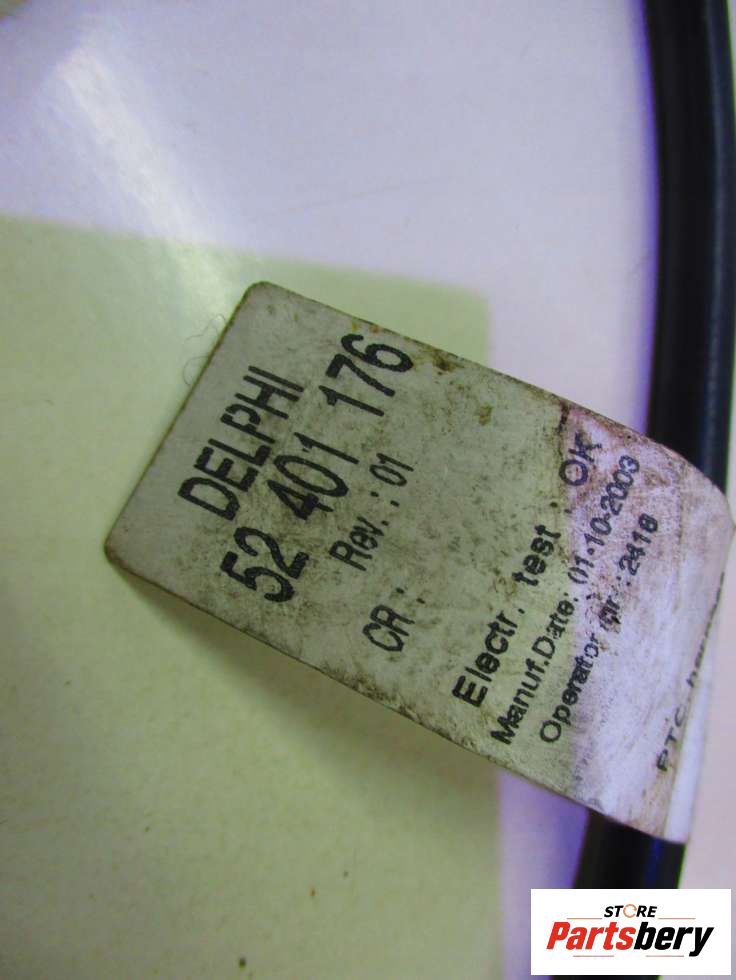 DELPHI
52 401 176
Rev.: 01
CR:
Electr. test : OK
Manuf.Date: 01-10-2003
Operator nr: 2418
PTC
STORE
Partsbery